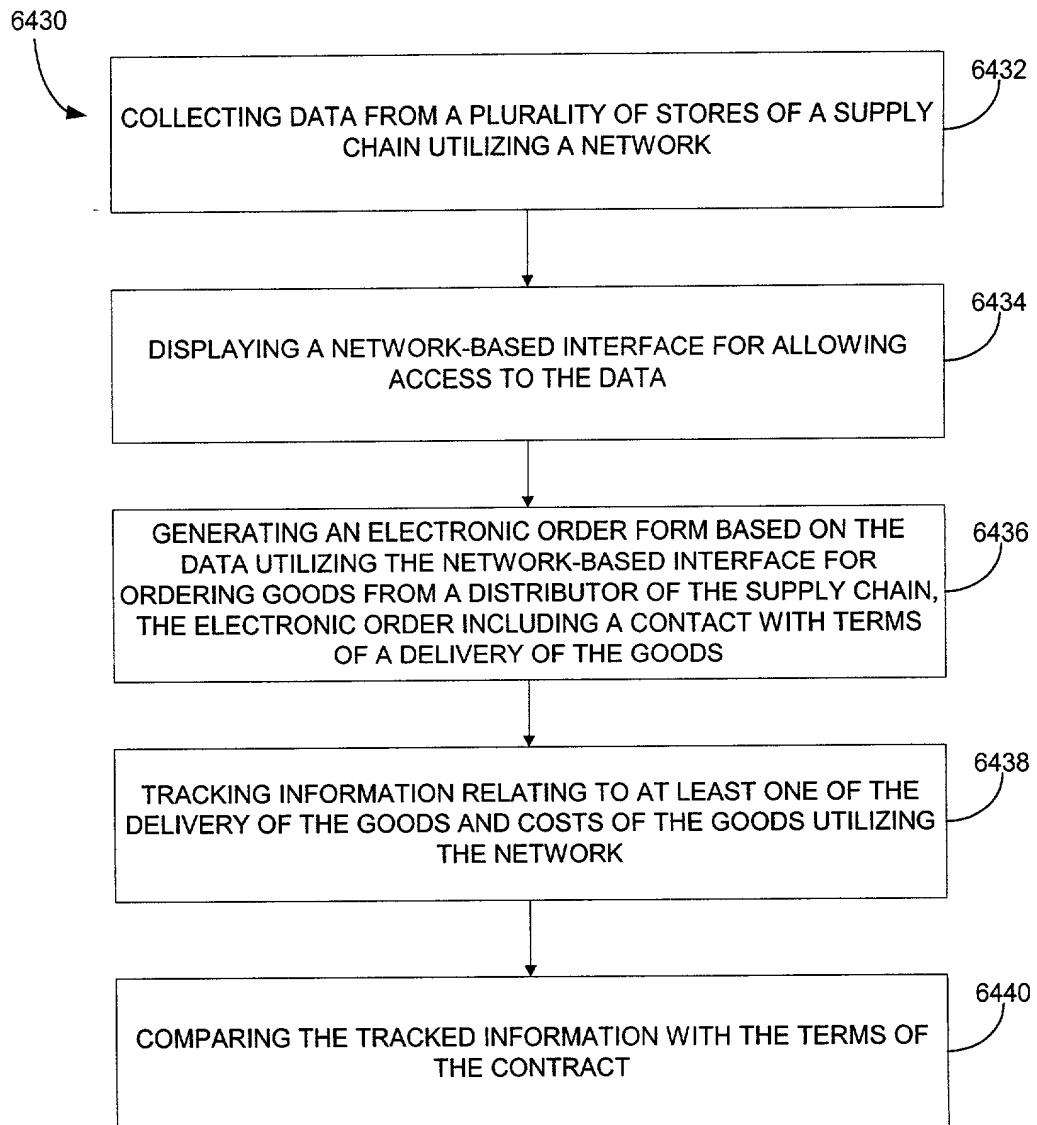 6430
6432
COLLECTING DATA FROM A PLURALITY OF STORES OF A SUPPLY
CHAIN UTILIZING A NETWORK
6434
DISPLAYING A NETWORK-BASED INTERFACE FOR ALLOWING
ACCESS TO THE DATA
6436
GENERATING AN ELECTRONIC ORDER FORM BASED ON THE
DATA UTILIZING THE NETWORK-BASED INTERFACE FOR
ORDERING GOODS FROM A DISTRIBUTOR OF THE SUPPLY CHAIN,
THE ELECTRONIC ORDER INCLUDING A CONTACT WITH TERMS
OF A DELIVERY OF THE GOODS
6438
TRACKING INFORMATION RELATING TO AT LEAST ONE OF THE
DELIVERY OF THE GOODS AND COSTS OF THE GOODS UTILIZING
THE NETWORK
6440
COMPARING THE TRACKED INFORMATION WITH THE TERMS OF
THE CONTRACT